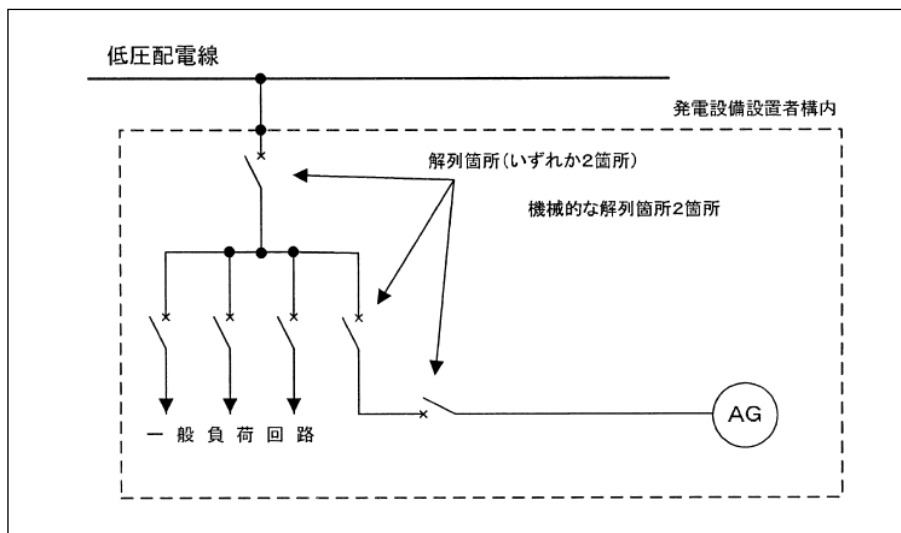 低圧配電線
発電設備設置者構内
解列箇所(いずれか2箇所)
機械的な解列箇所2箇所
AG
一般負荷回路